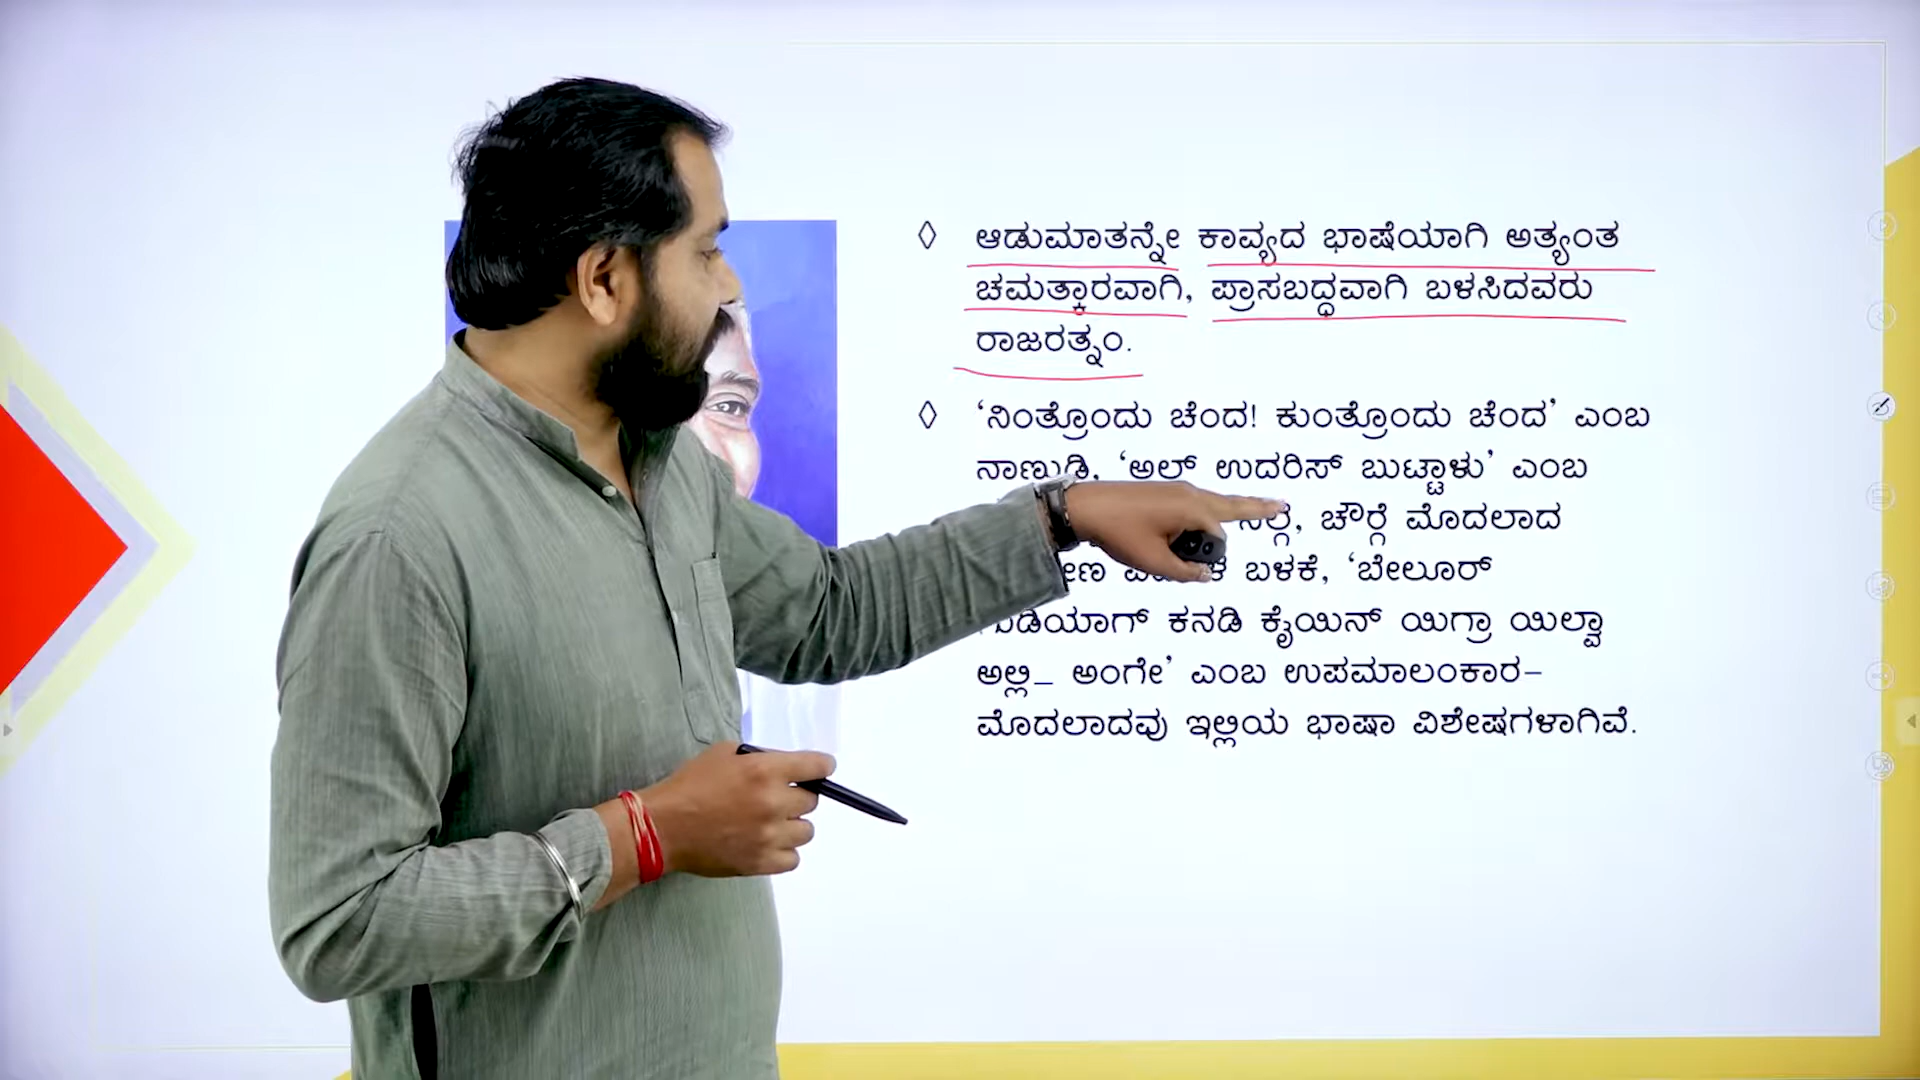 ಆಡುಮಾತನ್ನೇ ಕಾವ್ಯದ ಭಾಷೆಯಾಗಿ ಅತ್ಯಂತ
ಚಮತ್ಕಾರವಾಗಿ, ಪ್ರಾಸಬದ್ಧವಾಗಿ ಬಳಸಿದವರು
ರಾಜರತ್ನಂ.
‘ನಿಂತ್ರೊಂದು ಚೆಂದ! ಕುಂತ್ರೊಂದು ಚೆಂದ’ ಎಂಬ
ನಾಣ್ಣುಡಿ, ‘ಅಲ್ ಉದರಿಸ್ ಬುಟ್ಟಾಳು’ ಎಂಬ
ಚೌರ್‍ಗೆ ಮೊದಲಾದ
ಬಳಕೆ, ‘ಬೇಲೂರ್
ಕನಡಿ ಕೈಯಿನ್ ಯಿಗ್ರಾ ಯಿಲ್ವಾ
ಅಲ್ಲಿ– ಅಂಗೇ’ ಎಂಬ ಉಪಮಾಲಂಕಾರ–
ಮೊದಲಾದವು ಇಲ್ಲಿಯ ಭಾಷಾ ವಿಶೇಷಗಳಾಗಿವೆ.